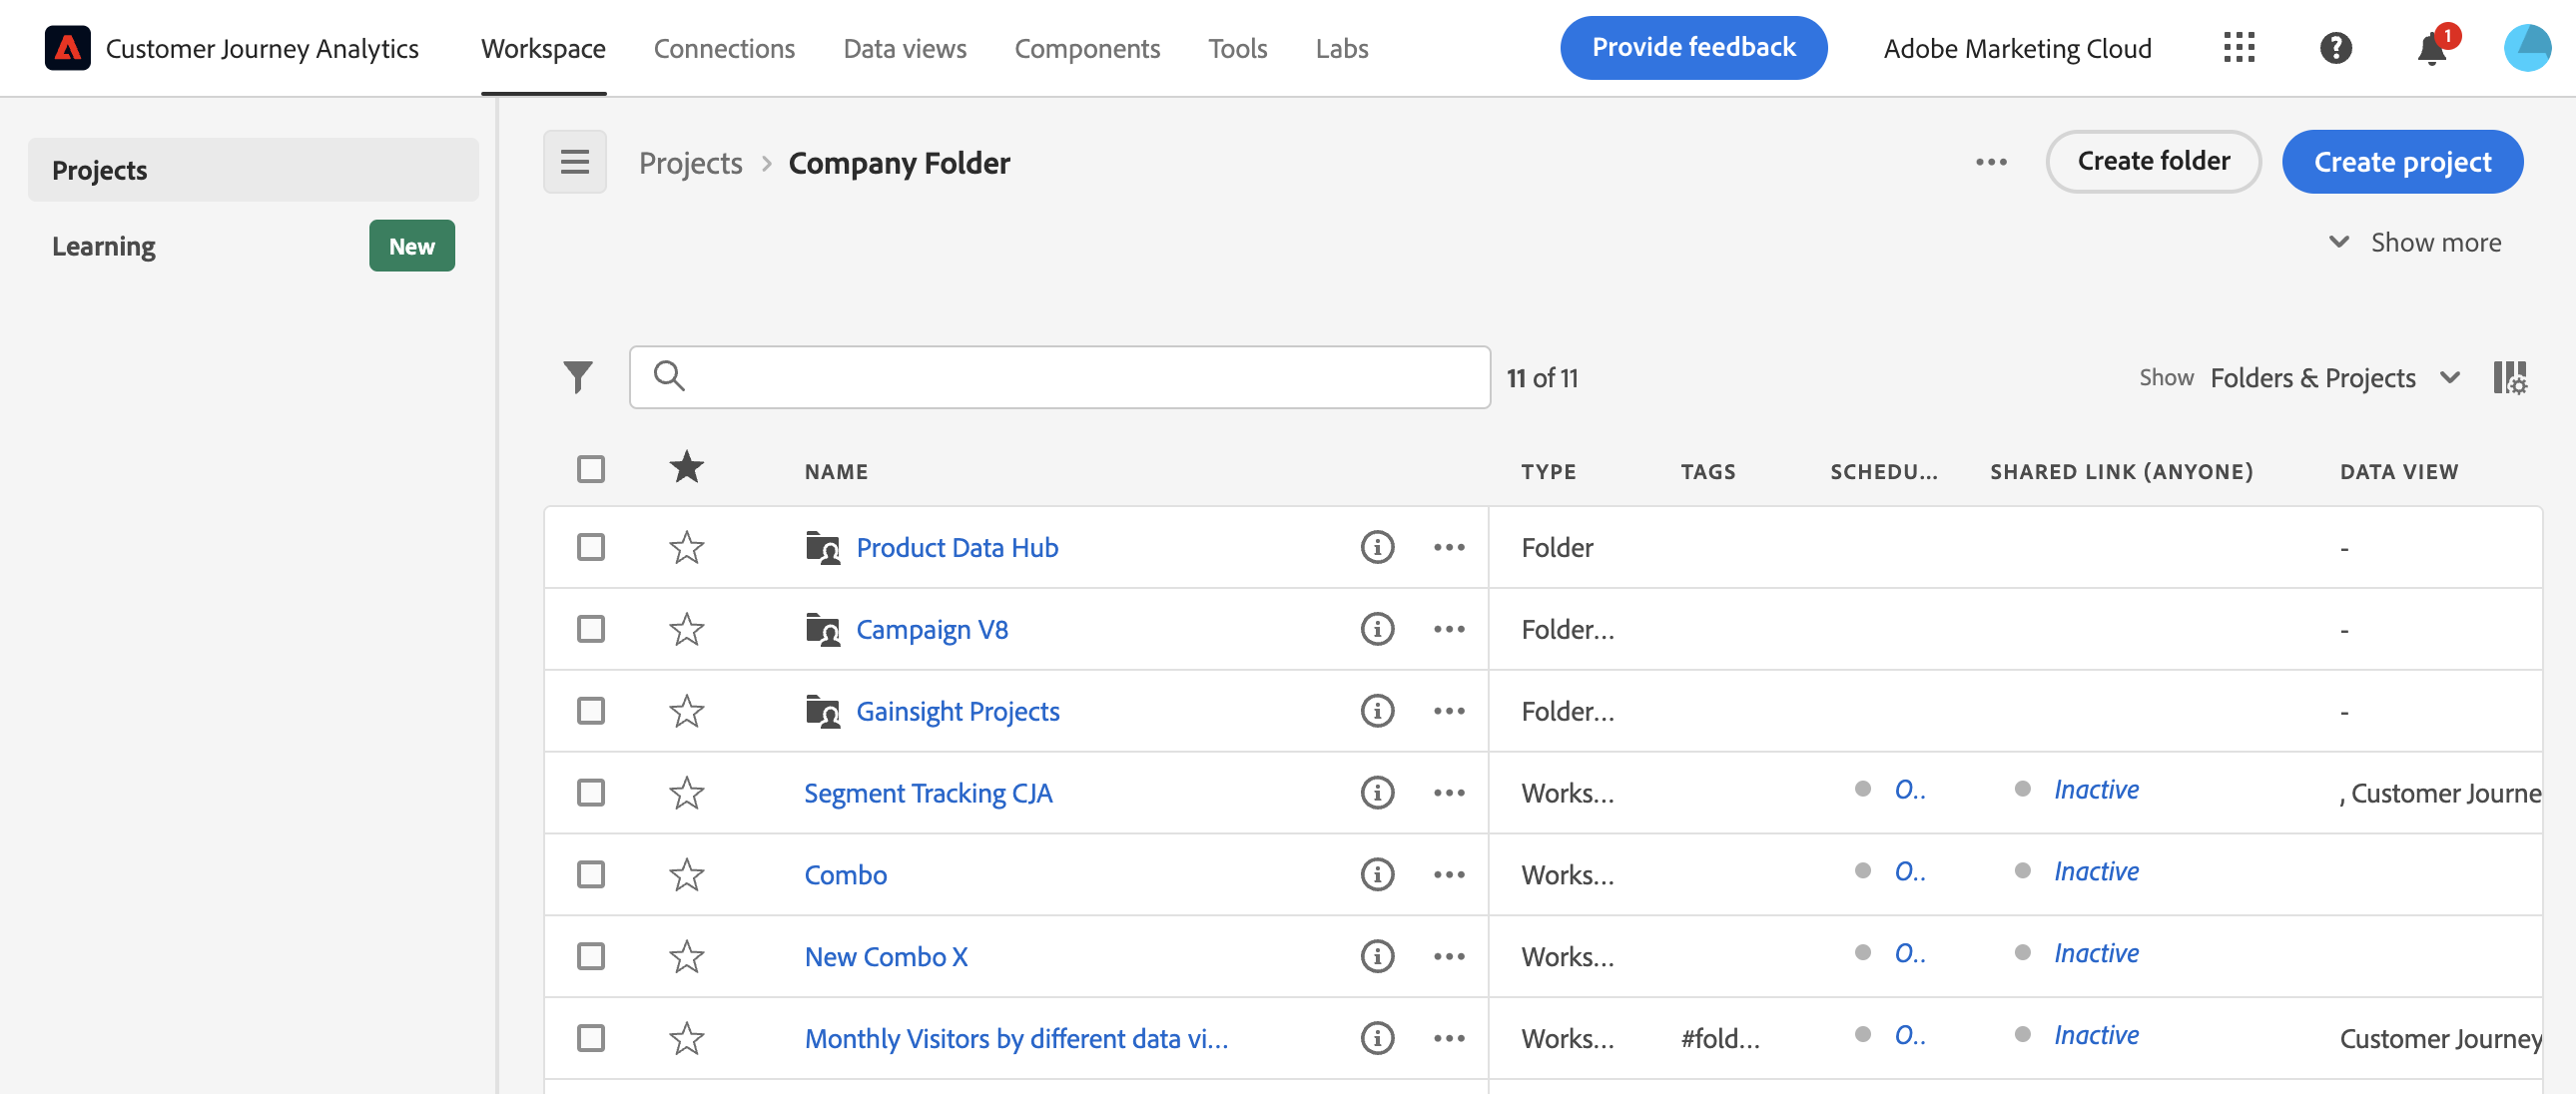 Customer Journey Analytics Workspace Connections Data views Components Tools Labs Provide feedback Adobe Marketing Cloud 1
Projects
Learning New
Projects > Company Folder ••• Create folder Create project
Show more
11 of 11 Show Folders & Projects
NAME TYPE TAGS SCHEDU... SHARED LINK (ANYONE) DATA VIEW
Product Data Hub Folder -
Campaign V8 Folder... -
Gainsight Projects Folder... -
Segment Tracking CJA Works... O.. Inactive , Customer Journe
Combo Works... O.. Inactive
New Combo X Works... O.. Inactive
Monthly Visitors by different data vi... Works... #fold... O.. Inactive Customer Journey